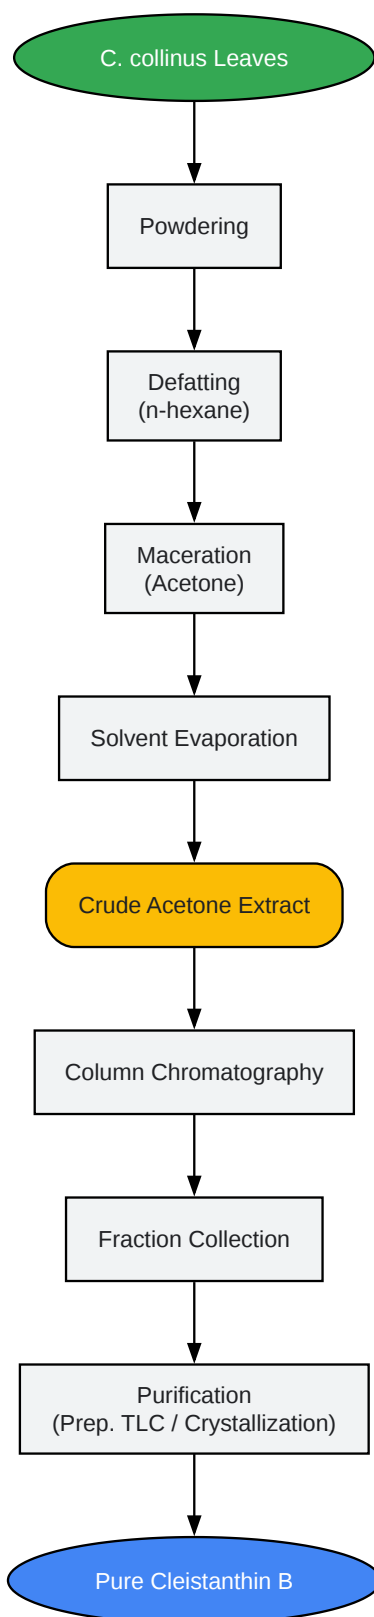 C. collinus Leaves
Powdering
Defatting
(n-hexane)
Maceration
(Acetone)
Solvent Evaporation
Crude Acetone Extract
Column Chromatography
Fraction Collection
Purification
(Prep. TLC / Crystallization)
Pure Cleistanthin B